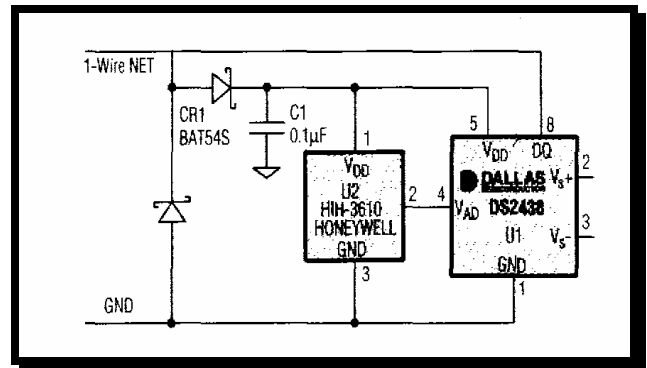 1-Wire NET
CR1
BAT54S
C1
0.1µF
1
VDD
U2
HIH-3610
HONEYWELL
GND
3
2
4
5
8
VDD
DQ
DALLAS
SEMICONDUCTOR
DS2438
VAD
U1
VS+
2
VS-
3
GND
1
GND